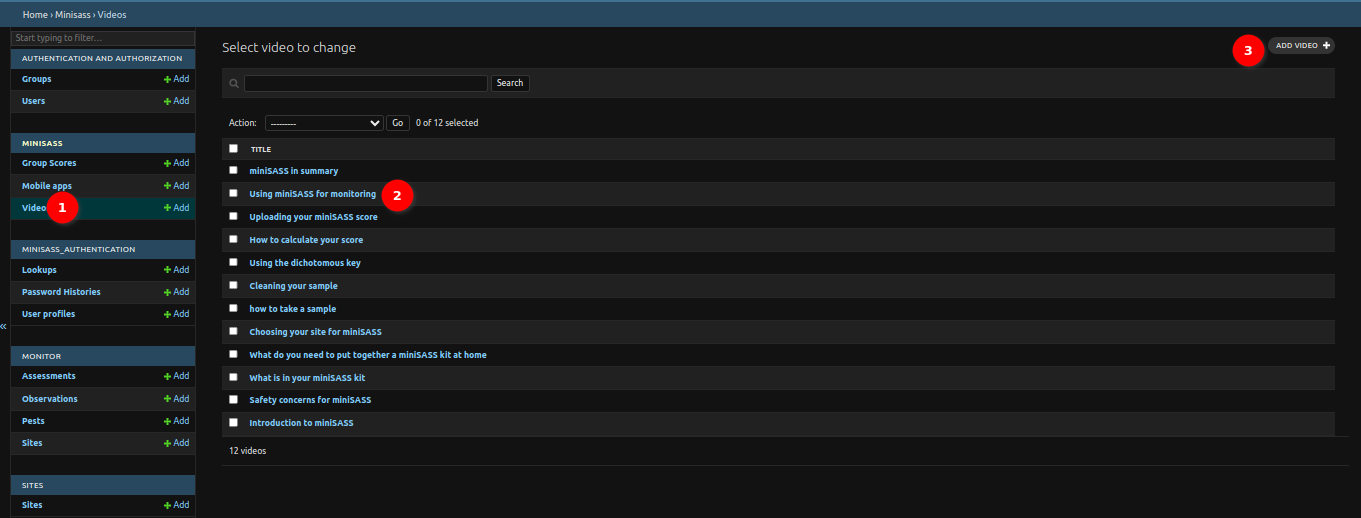 Home › Minisass › Videos
Start typing to filter...
AUTHENTICATION AND AUTHORIZATION
Groups + Add
Users + Add
MINISASS
Group Scores + Add
Mobile apps + Add
Video 1 + Add
MINISASS_AUTHENTICATION
Lookups + Add
Password Histories + Add
User profiles + Add
«
MONITOR
Assessments + Add
Observations + Add
Pests + Add
Sites + Add
SITES
Sites + Add
Select video to change
3 ADD VIDEO +
Search
Action: --------- Go 0 of 12 selected
TITLE
miniSASS in summary
Using miniSASS for monitoring 2
Uploading your miniSASS score
How to calculate your score
Using the dichotomous key
Cleaning your sample
how to take a sample
Choosing your site for miniSASS
What do you need to put together a miniSASS kit at home
What is in your miniSASS kit
Safety concerns for miniSASS
Introduction to miniSASS
12 videos